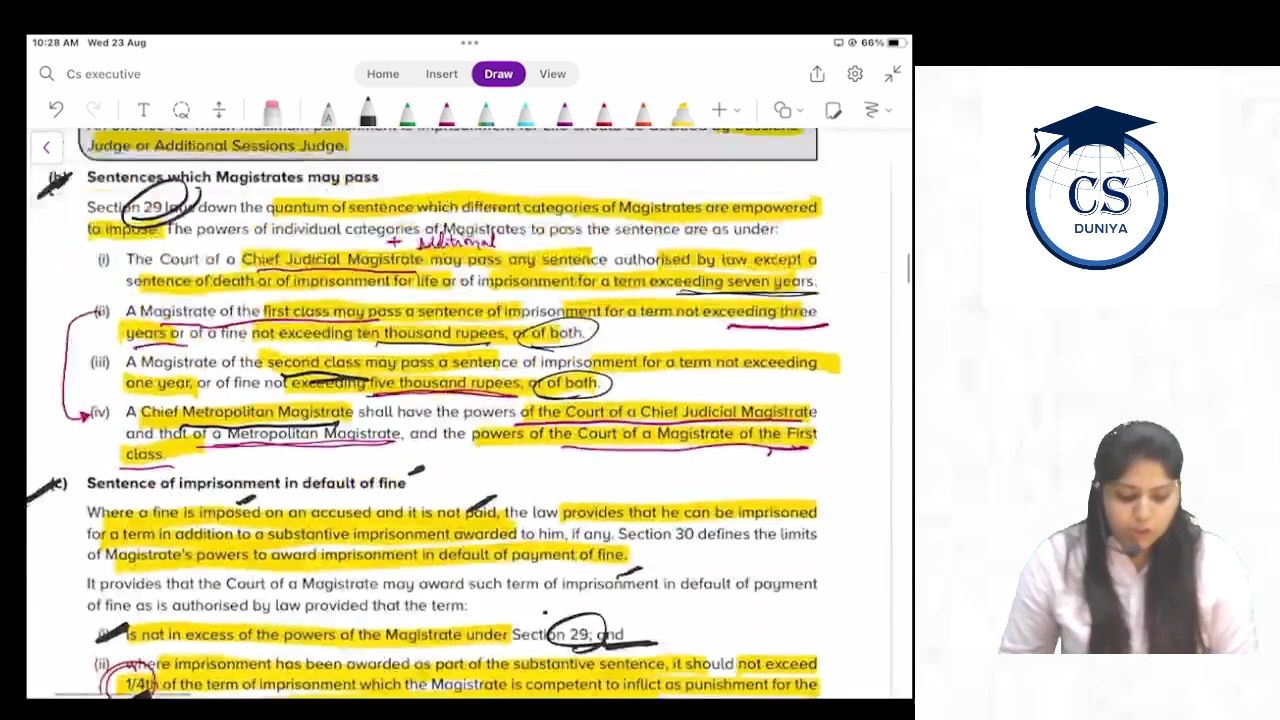 10:28 AM Wed 23 Aug
66%
Cs executive
Home Insert Draw View
Judge or Additional Sessions Judge.
(b) Sentences which Magistrates may pass
Section 29 lays down the quantum of sentence which different categories of Magistrates are empowered
to impose. The powers of individual categories of Magistrates to pass the sentence are as under:
+ additional
(i) The Court of a Chief Judicial Magistrate may pass any sentence authorised by law except a
sentence of death or of imprisonment for life or of imprisonment for a term exceeding seven years.
(ii) A Magistrate of the first class may pass a sentence of imprisonment for a term not exceeding three
years or of a fine not exceeding ten thousand rupees, or of both.
(iii) A Magistrate of the second class may pass a sentence of imprisonment for a term not exceeding
one year, or of fine not exceeding five thousand rupees, or of both.
(iv) A Chief Metropolitan Magistrate shall have the powers of the Court of a Chief Judicial Magistrate
and that of a Metropolitan Magistrate, and the powers of the Court of a Magistrate of the First
class.
(c) Sentence of imprisonment in default of fine
Where a fine is imposed on an accused and it is not paid, the law provides that he can be imprisoned
for a term in addition to a substantive imprisonment awarded to him, if any. Section 30 defines the limits
of Magistrate's powers to award imprisonment in default of payment of fine.
It provides that the Court of a Magistrate may award such term of imprisonment in default of payment
of fine as is authorised by law provided that the term:
(i) is not in excess of the powers of the Magistrate under Section 29; and
(ii) where imprisonment has been awarded as part of the substantive sentence, it should not exceed
1/4th of the term of imprisonment which the Magistrate is competent to inflict as punishment for the
CS
DUNIYA